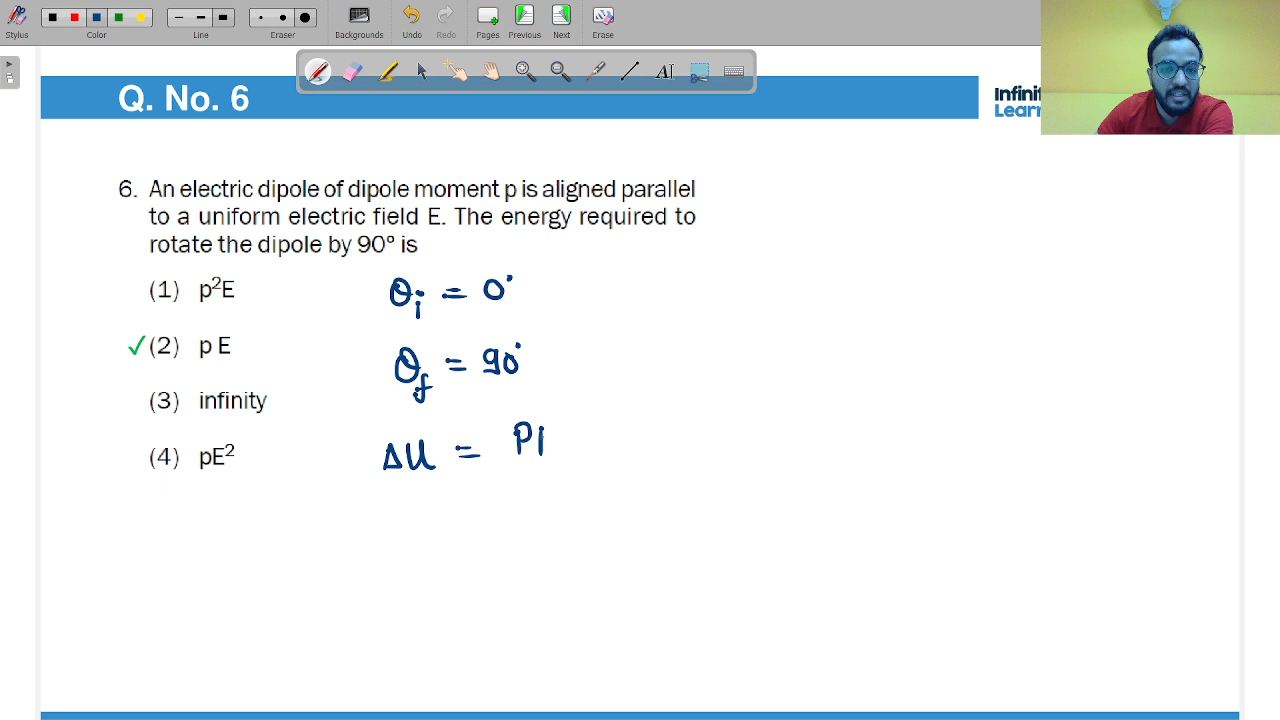 Stylus
Color
Line
Eraser
Backgrounds
Undo
Redo
Pages
Previous
Next
Erase
Q. No. 6
Infinit
Lear
6. An electric dipole of dipole moment p is aligned parallel
to a uniform electric field E. The energy required to
rotate the dipole by 90° is
(1) p²E
θi = 0°
✓(2) p E
θf = 90°
(3) infinity
ΔU = P
(4) pE²